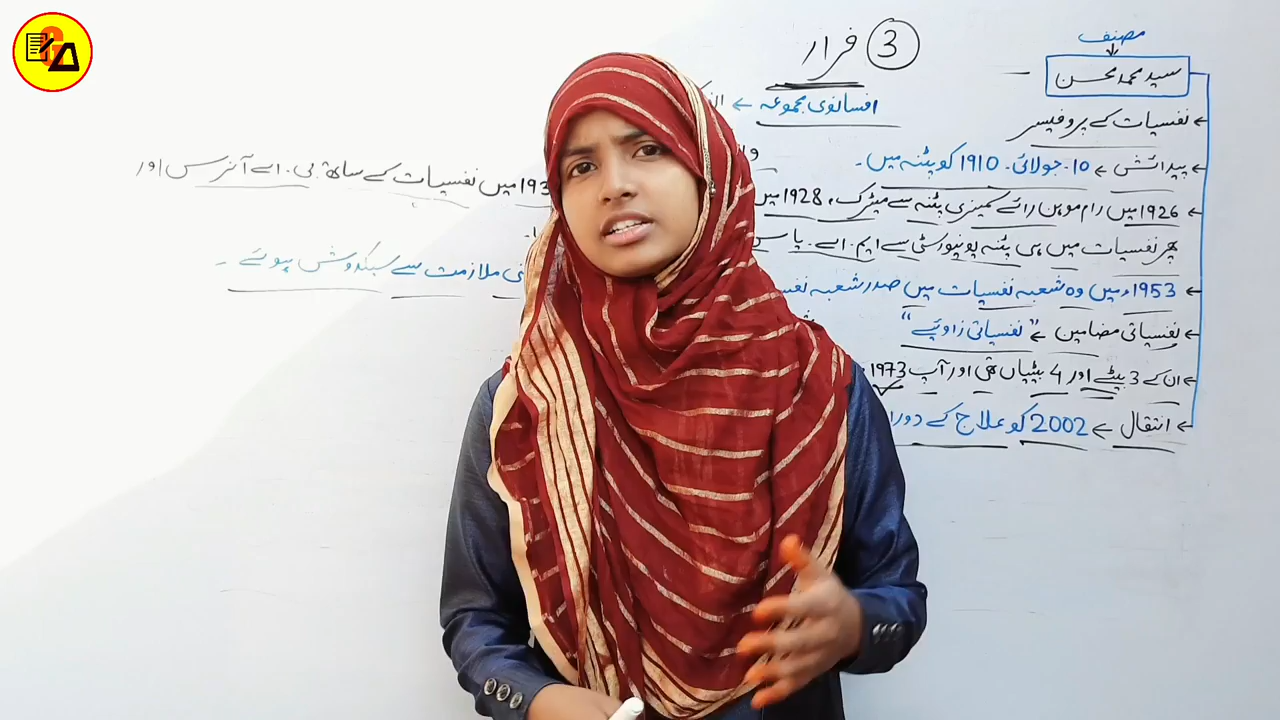 مصنف
سید محمد محسن
③ فرار
افسانوی مجموعہ ←
← نفسیات کے پروفیسر
← پیدائش ← 10. جولائی. 1910 کو پٹنہ میں۔
← 1926 میں رام موہن رائے سمینری پٹنہ سے میٹرک، 1928 میں
میں نفسیات کے ساتھ بی.اے آنرس اور
پھر نفسیات میں ہی پٹنہ یونیورسٹی سے ایم.اے. پاس
← 1953ء میں وہ شعبہ نفسیات میں صدر شعبہ
ملازمت سے سبکدوش ہوئے۔
← نفسیاتی مضامین ← "نفسیاتی زاویے"
← ان کے 3 بیٹے اور 4 بیٹیاں تھی اور آپ 1973
← انتقال ← 2002 کو علاج کے